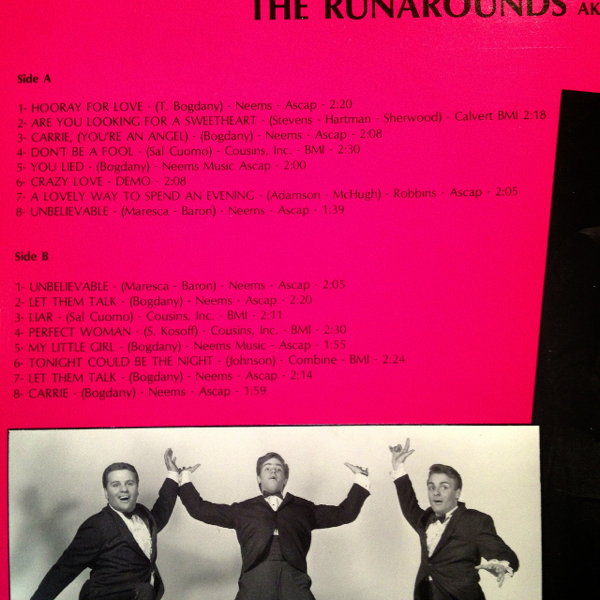 THE RUNAROUNDS AK
Side A
1- HOORAY FOR LOVE - (T. Bogdany) - Neems - Ascap - 2:20
2- ARE YOU LOOKING FOR A SWEETHEART - (Stevens - Hartman - Sherwood) - Calvert BMI 2:18
3- CARRIE, (YOU'RE AN ANGEL) - (Bogdany) - Neems - Ascap - 2:08
4- DON'T BE A FOOL - (Sal Cuomo) - Cousins, Inc. - BMI - 2:30
5- YOU LIED - (Bogdany) - Neems Music Ascap - 2:00
6- CRAZY LOVE - DEMO - 2:08
7- A LOVELY WAY TO SPEND AN EVENING - (Adamson - McHugh) - Robbins - Ascap - 2:05
8- UNBELIEVABLE - (Maresca - Baron) - Neems - Ascap - 1:39
Side B
1- UNBELIEVABLE - (Maresca - Baron) - Neems - Ascap - 2:05
2- LET THEM TALK - (Bogdany) - Neems - Ascap - 2:20
3- LIAR - (Sal Cuomo) - Cousins, Inc. - BMI - 2:11
4- PERFECT WOMAN - (S. Kosoff) - Cousins, Inc. - BMI - 2:30
5- MY LITTLE GIRL - (Bogdany) - Neems Music - Ascap - 1:55
6- TONIGHT COULD BE THE NIGHT - (Johnson) - Combine - BMI - 2:24
7- LET THEM TALK - (Bogdany) - Neems - Ascap - 2:14
8- CARRIE - (Bogdany) - Neems - Ascap - 1:59